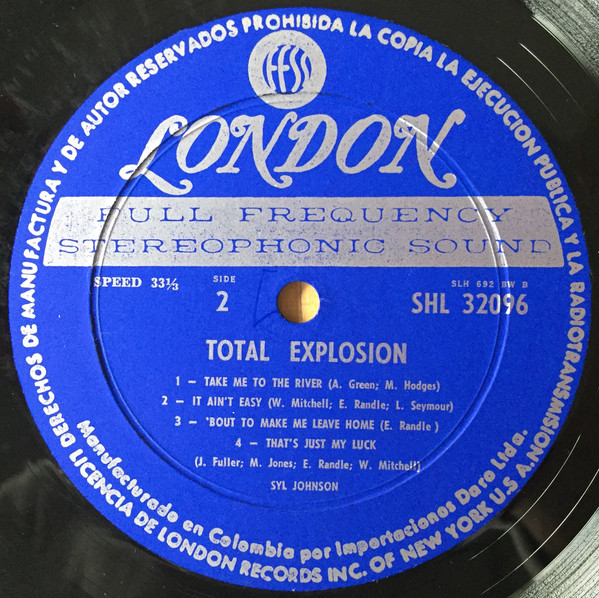 DERECHOS DE MANUFACTURA Y DE AUTOR RESERVADOS PROHIBIDA LA COPIA LA EJECUCION PUBLICA Y LA RADIOTRANSMISION
FFSS
LONDON
FULL FREQUENCY
STEREOPHONIC SOUND
SPEED 33⅓
SIDE
2
SLH 692 BW B
SHL 32096
TOTAL EXPLOSION
1 – TAKE ME TO THE RIVER (A. Green; M. Hodges)
2 – IT AIN'T EASY (W. Mitchell; E. Randle; L. Seymour)
3 – 'BOUT TO MAKE ME LEAVE HOME (E. Randle )
4 – THAT'S JUST MY LUCK
(J. Fuller; M. Jones; E. Randle; W. Mitchell)
SYL JOHNSON
Manufacturado en Colombia por Importaciones Daro Ltda.
LICENCIA DE LONDON RECORDS INC. OF NEW YORK U.S A.